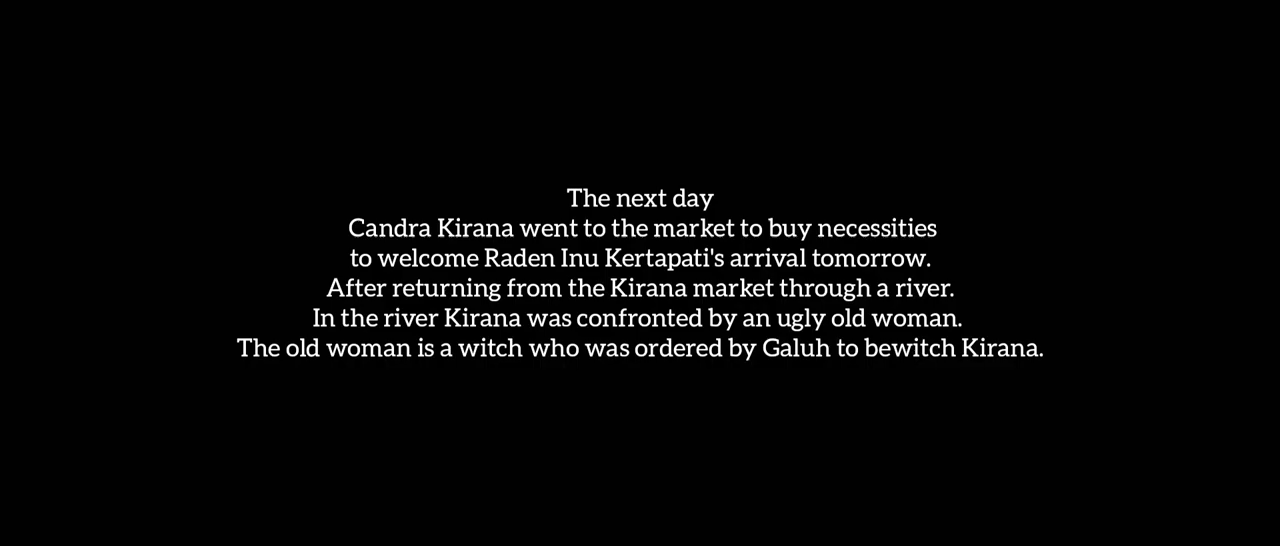 The next day
Candra Kirana went to the market to buy necessities
to welcome Raden Inu Kertapati's arrival tomorrow.
After returning from the Kirana market through a river.
In the river Kirana was confronted by an ugly old woman.
The old woman is a witch who was ordered by Galuh to bewitch Kirana.